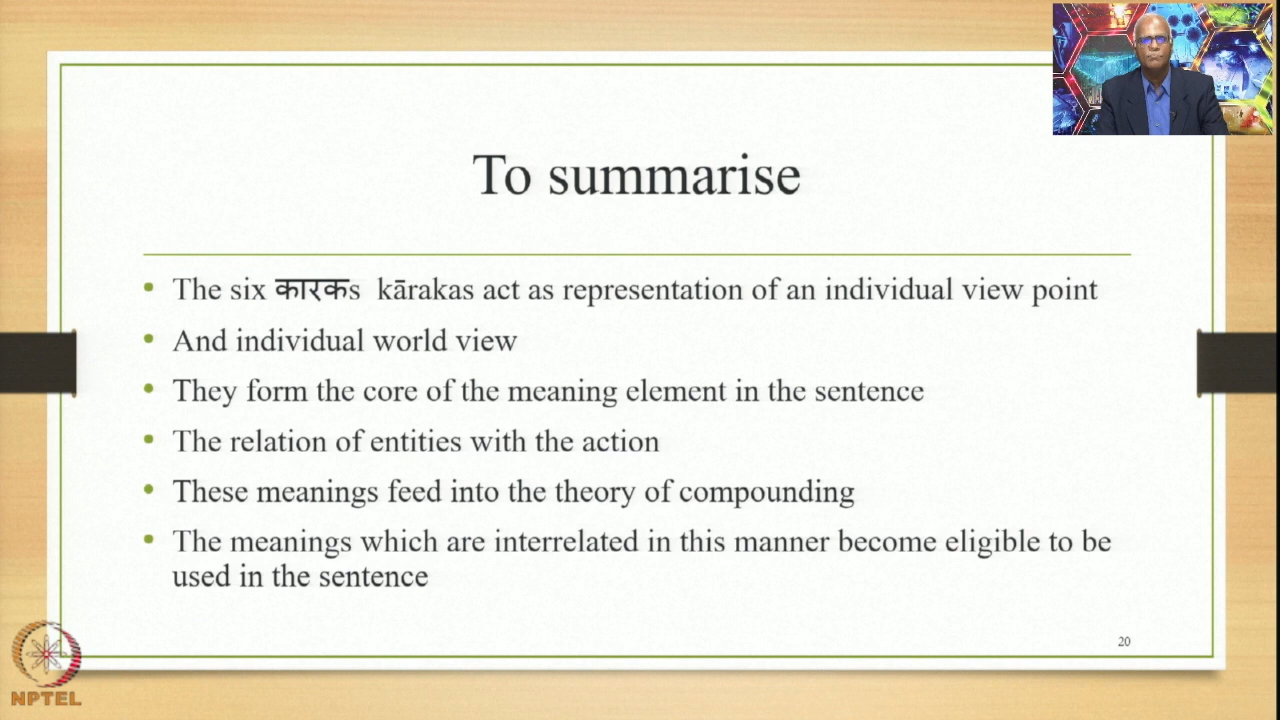 To summarise
• The six कारकs kārakas act as representation of an individual view point
• And individual world view
• They form the core of the meaning element in the sentence
• The relation of entities with the action
• These meanings feed into the theory of compounding
• The meanings which are interrelated in this manner become eligible to be
used in the sentence
20
NPTEL